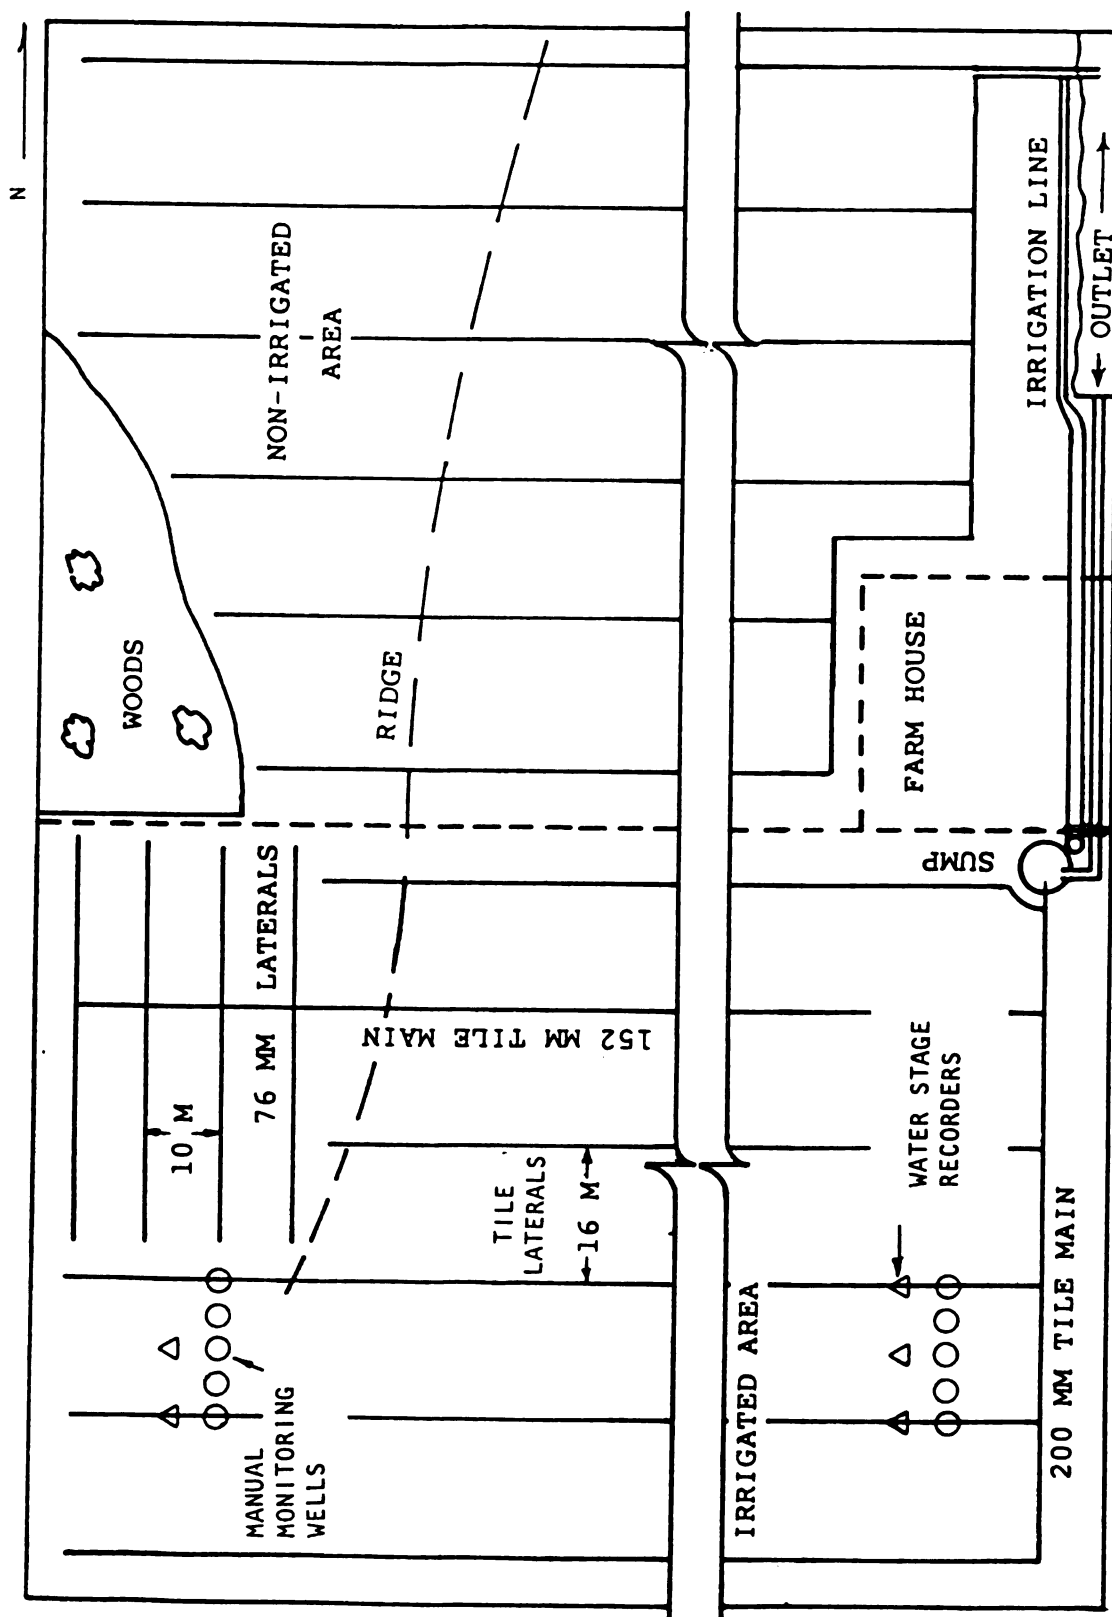 N
WOODS
NON-IRRIGATED
AREA
RIDGE
IRRIGATION LINE
OUTLET
FARM HOUSE
SUMP
76 MM LATERALS
10 M
152 MM TILE MAIN
TILE
LATERALS
16 M
WATER STAGE
RECORDERS
MANUAL
MONITORING
WELLS
IRRIGATED AREA
200 MM TILE MAIN